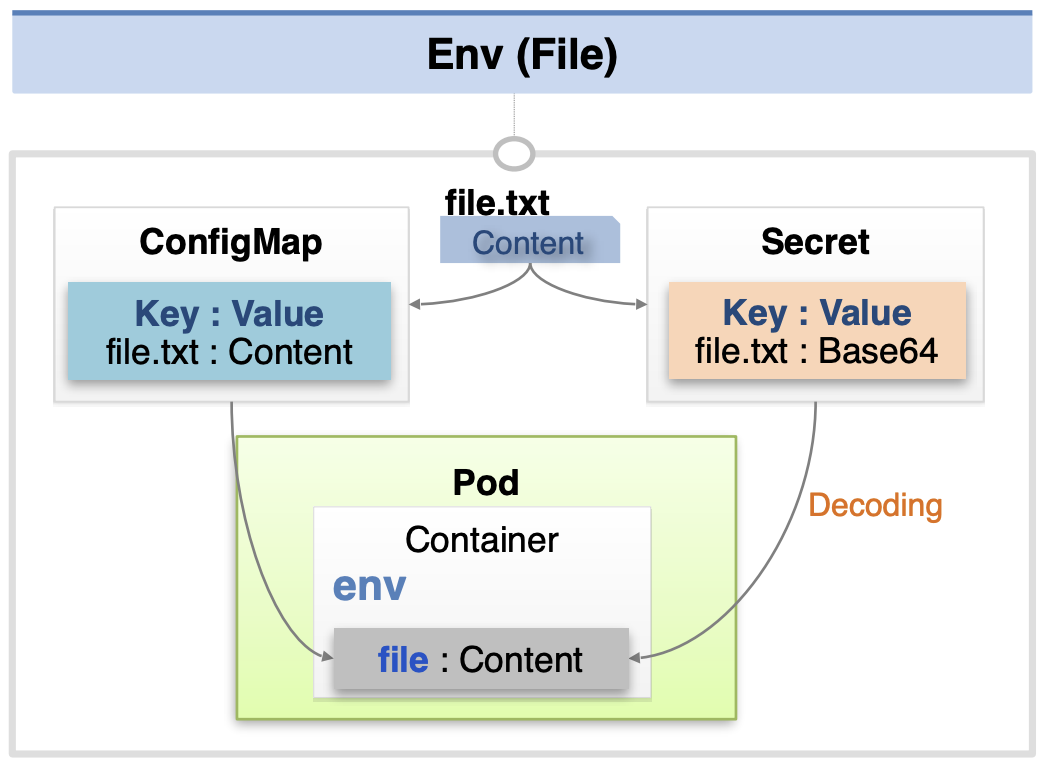 Env (File)
file.txt
Content
ConfigMap
Key : Value
file.txt : Content
Secret
Key : Value
file.txt : Base64
Pod
Container
env
file : Content
Decoding